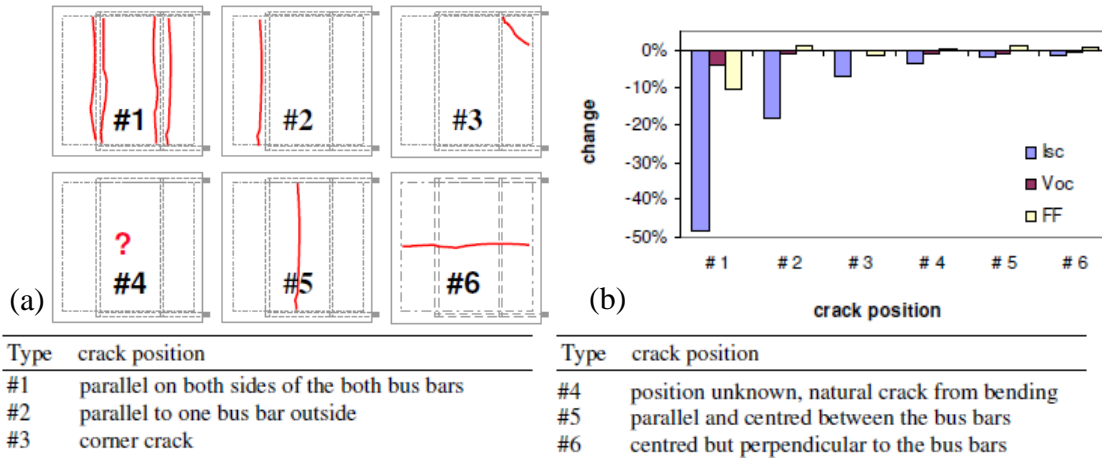 #1
#2
#3
?
#4
#5
#6
(a)
0%
-10%
-20%
-30%
-40%
-50%
change
Isc
Voc
FF
# 1
# 2
# 3
# 4
# 5
# 6
crack position
(b)
Type crack position
#1 parallel on both sides of the both bus bars
#2 parallel to one bus bar outside
#3 corner crack
Type crack position
#4 position unknown, natural crack from bending
#5 parallel and centred between the bus bars
#6 centred but perpendicular to the bus bars